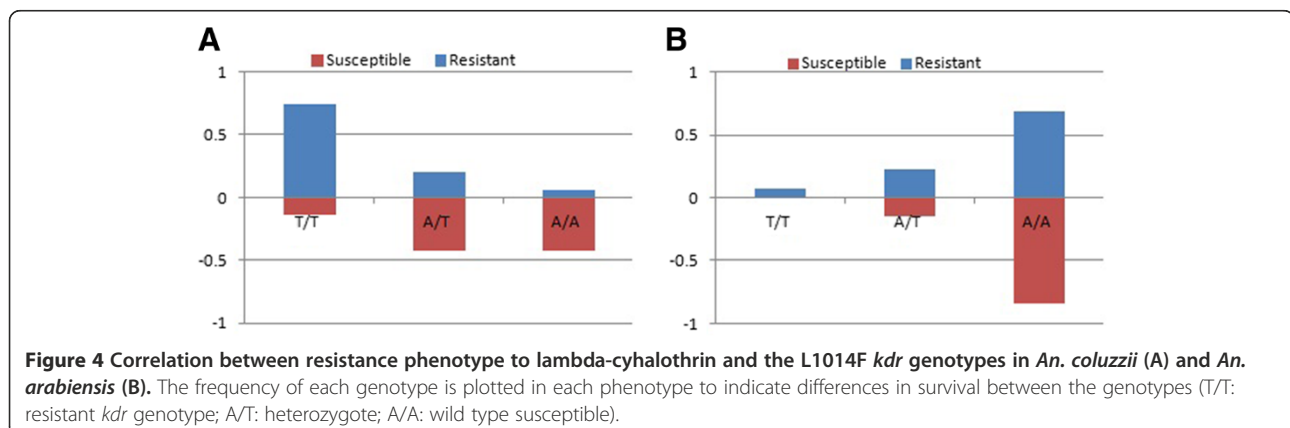 A
Susceptible Resistant
1
0.5
0
-0.5
-1
T/T A/T A/A
B
Susceptible Resistant
1
0.5
0
-0.5
-1
T/T A/T A/A
Figure 4 Correlation between resistance phenotype to lambda-cyhalothrin and the L1014F kdr genotypes in An. coluzzii (A) and An.
arabiensis (B). The frequency of each genotype is plotted in each phenotype to indicate differences in survival between the genotypes (T/T:
resistant kdr genotype; A/T: heterozygote; A/A: wild type susceptible).